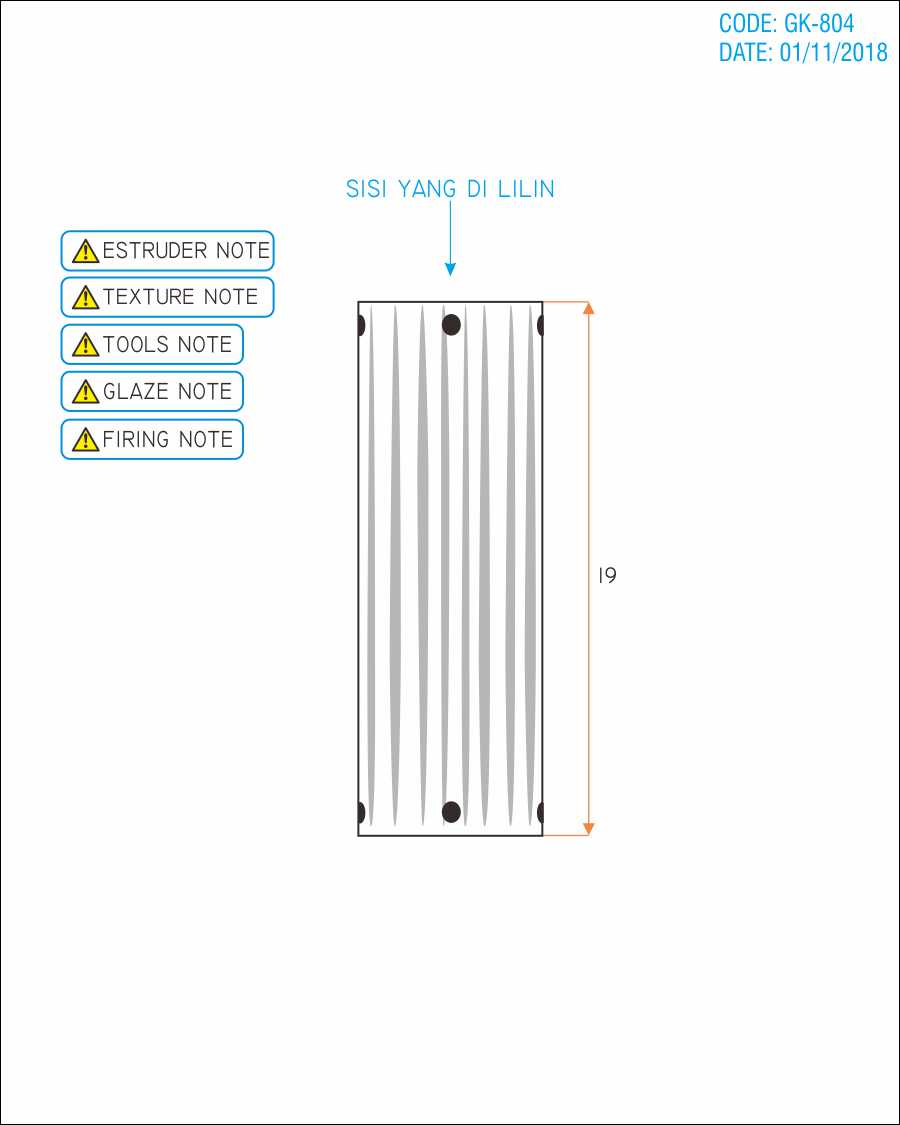 CODE: GK-804
DATE: 01/11/2018
SISI YANG DI LILIN
ESTRUDER NOTE
TEXTURE NOTE
TOOLS NOTE
GLAZE NOTE
FIRING NOTE
19